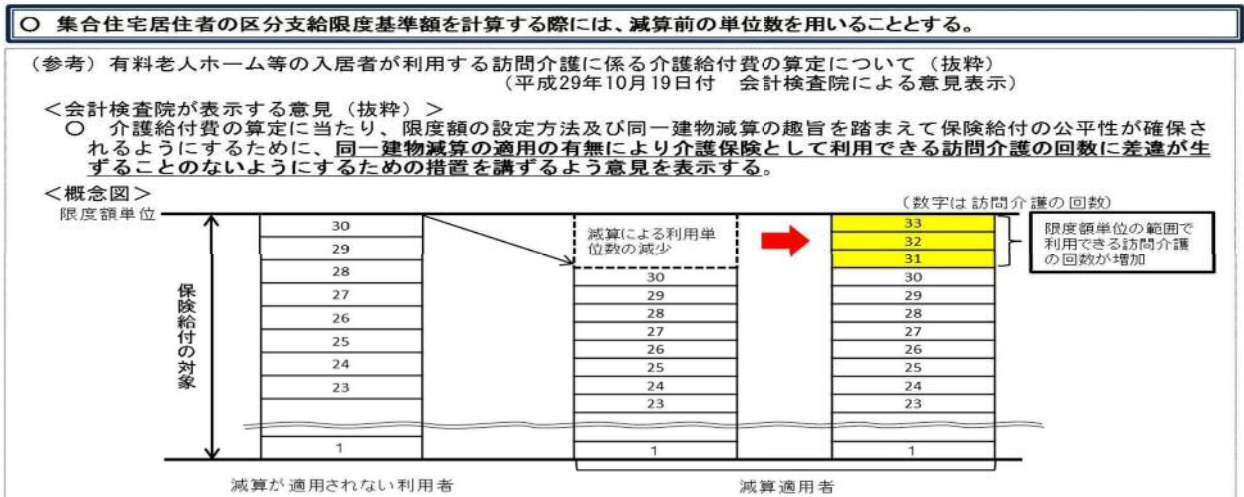 ○ 集合住宅居住者の区分支給限度基準額を計算する際には、減算前の単位数を用いることとする。
(参考) 有料老人ホーム等の入居者が利用する訪問介護に係る介護給付費の算定について (抜粋)
(平成29年10月19日付 会計検査院による意見表示)
<会計検査院が表示する意見 (抜粋) >
○ 介護給付費の算定に当たり、限度額の設定方法及び同一建物減算の趣旨を踏まえて保険給付の公平性が確保さ
れるようにするために、同一建物減算の適用の有無により介護保険として利用できる訪問介護の回数に差違が生
ずることのないようにするための措置を講ずるよう意見を表示する。
<概念図>
(数字は訪問介護の回数)
限度額単位
保険給付の対象
30
29
28
27
26
25
24
23
1
減算による利用単
位数の減少
30
29
28
27
26
25
24
23
1
33
32
31
30
29
28
27
26
25
24
23
1
限度額単位の範囲で
利用できる訪問介護
の回数が増加
減算が適用されない利用者
減算適用者